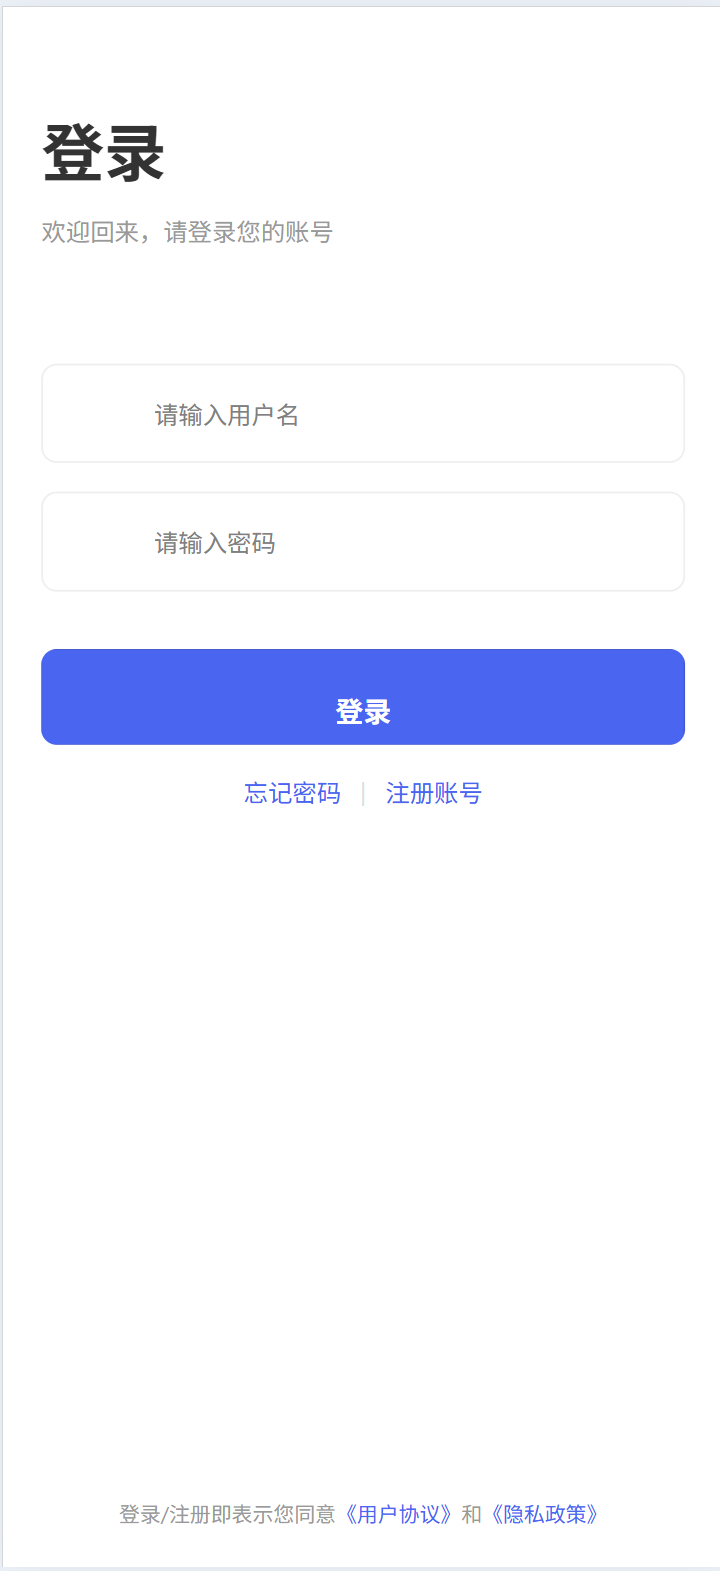 登录
欢迎回来，请登录您的账号
请输入用户名
请输入密码
登录
忘记密码 | 注册账号
登录/注册即表示您同意《用户协议》和《隐私政策》